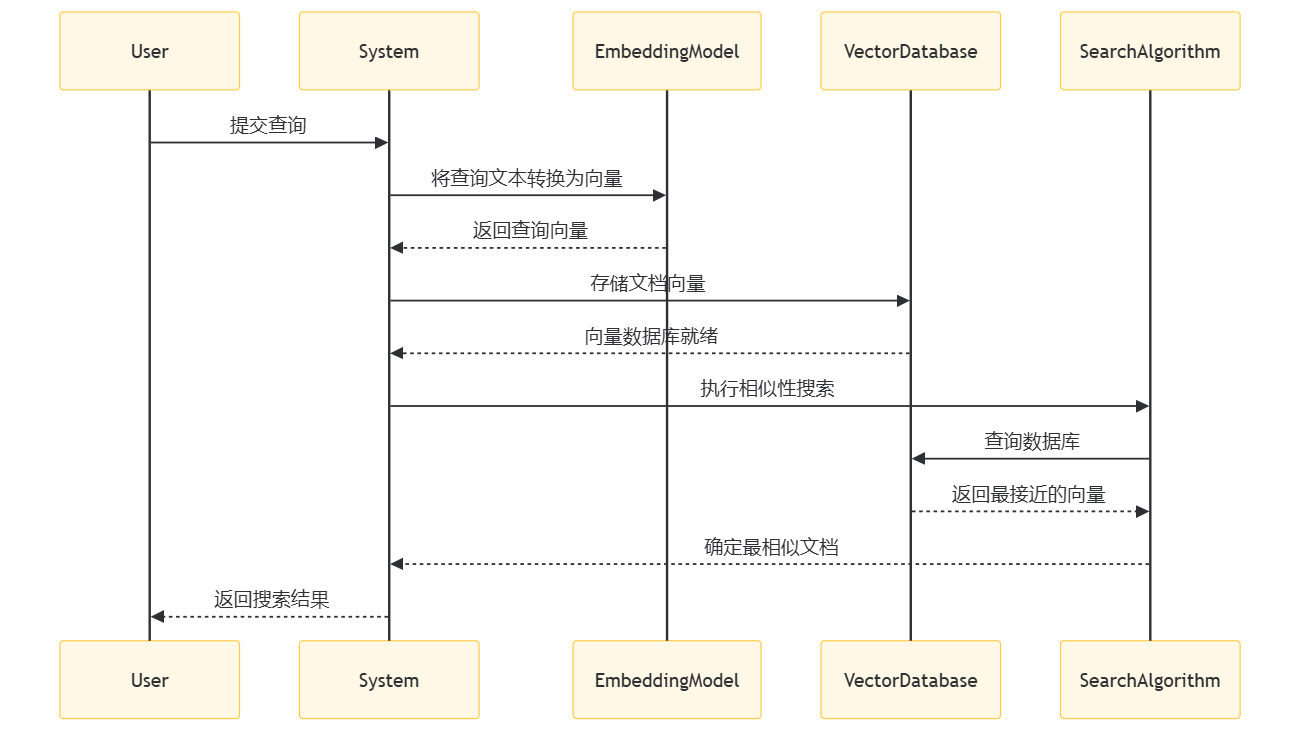 User
System
EmbeddingModel
VectorDatabase
SearchAlgorithm
提交查询
将查询文本转换为向量
返回查询向量
存储文档向量
向量数据库就绪
执行相似性搜索
查询数据库
返回最接近的向量
确定最相似文档
返回搜索结果
User
System
EmbeddingModel
VectorDatabase
SearchAlgorithm